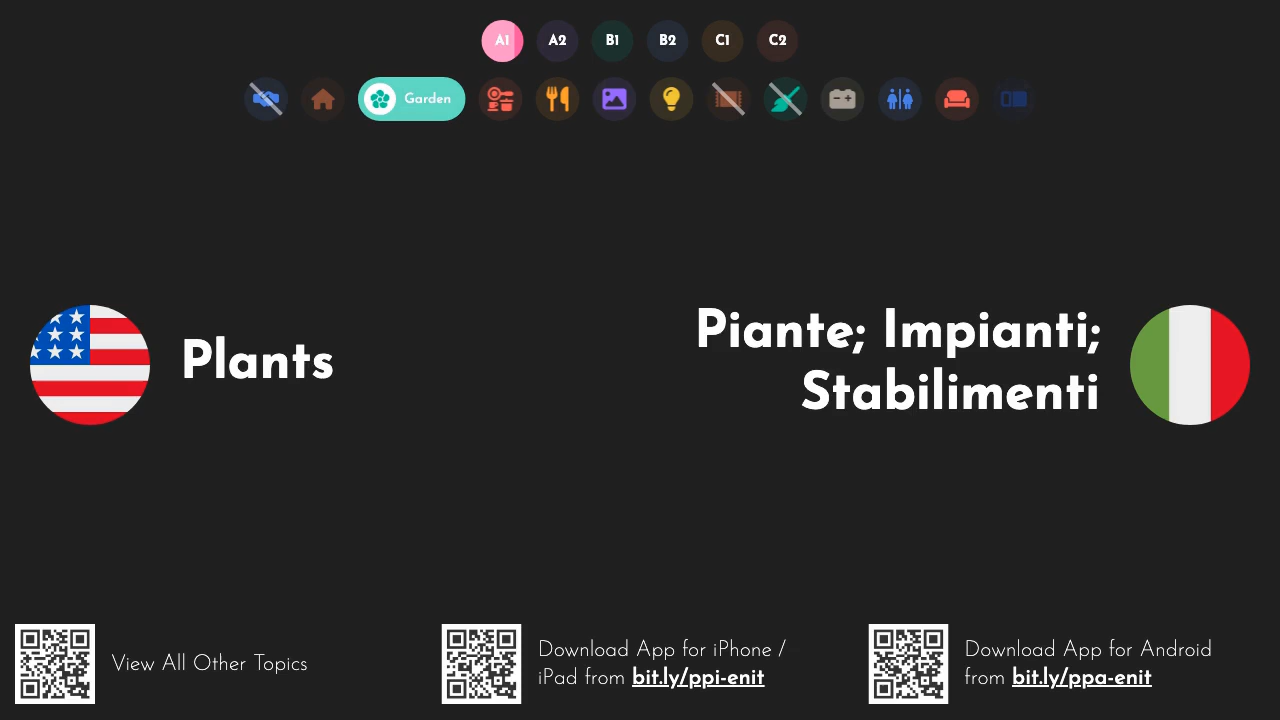 A1 A2 B1 B2 C1 C2
Garden
Plants
Piante; Impianti;
Stabilimenti
View All Other Topics
Download App for iPhone /
iPad from bit.ly/ppi-enit
Download App for Android
from bit.ly/ppa-enit